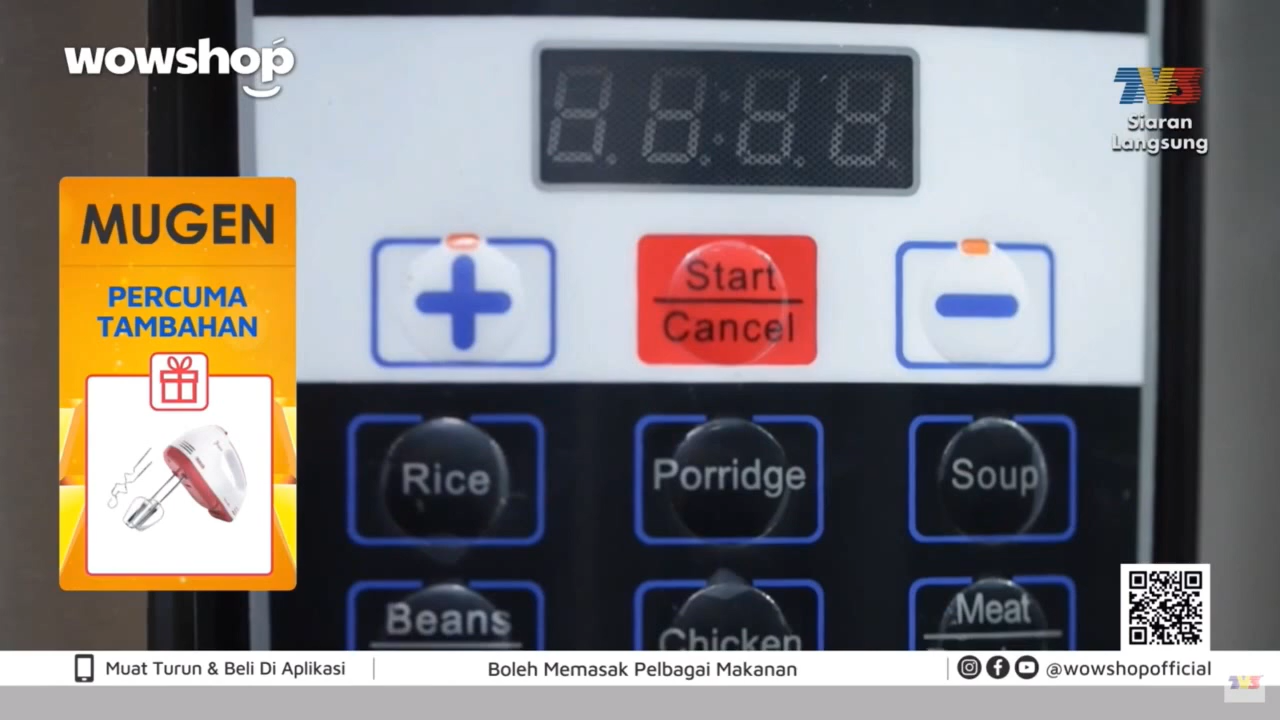 wowshop
TV3
Siaran
Langsung
MUGEN
PERCUMA
TAMBAHAN
Start
Cancel
Rice
Porridge
Soup
Beans
Chicken
Meat
Muat Turun & Beli Di Aplikasi
Boleh Memasak Pelbagai Makanan
@wowshopofficial
TV3